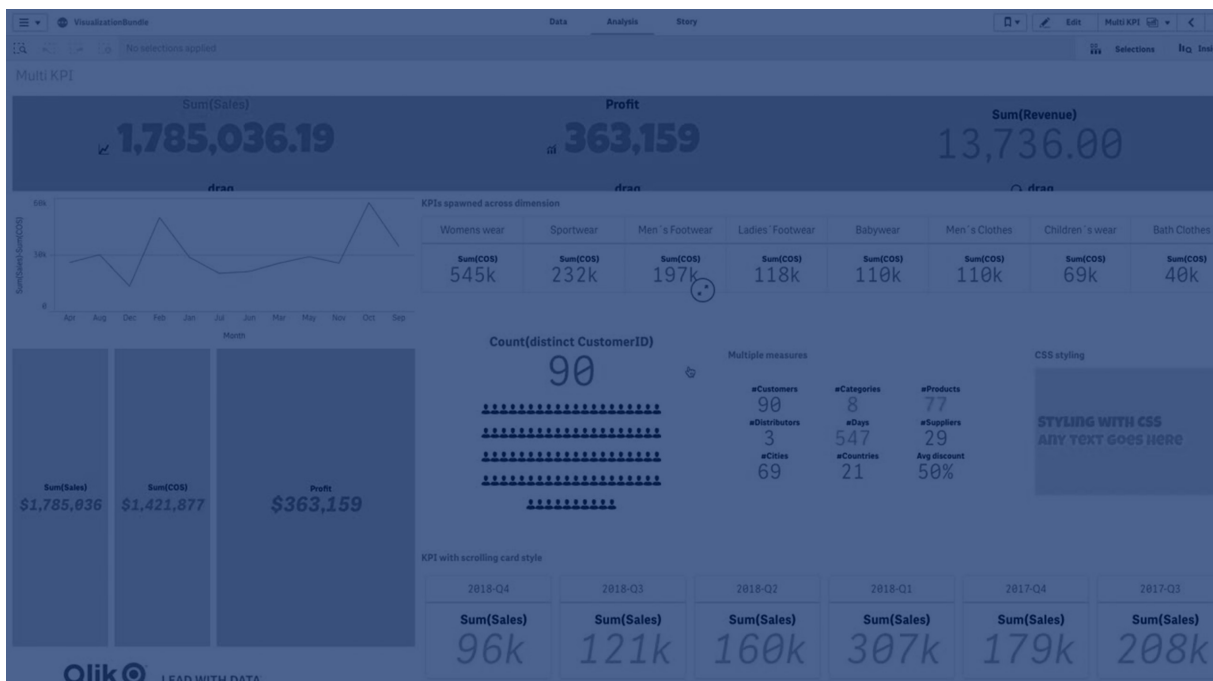 VisualizationBundle
Data Analysis Story
Edit Multi KPI
No selections applied
Selections
Multi KPI
Sum(Sales)
1,785,036.19
Profit
363,159
Sum(Revenue)
13,736.00
drag drag drag
Sum(Sales)-Sum(COS)
60k
30k
0
Apr Aug Dec Feb Jan Jul Jun Mar May Nov Oct Sep
Month
KPIs spawned across dimension
Womens wear Sportwear Men´s Footwear Ladies´Footwear Babywear Men´s Clothes Children´s wear Bath Clothes
Sum(COS) Sum(COS) Sum(COS) Sum(COS) Sum(COS) Sum(COS) Sum(COS) Sum(COS)
545k 232k 197k 118k 110k 110k 69k 40k
Sum(Sales) Sum(COS) Profit
$1,785,036 $1,421,877 $363,159
Count(distinct CustomerID)
90
Multiple measures
#Customers #Categories #Products
90 8 77
#Distributors #Days #Suppliers
3 547 29
#Cities #Countries Avg discount
69 21 50%
CSS styling
STYLING WITH CSS
ANY TEXT GOES HERE
KPI with scrolling card style
2018-Q4 2018-Q3 2018-Q2 2018-Q1 2017-Q4 2017-Q3
Sum(Sales) Sum(Sales) Sum(Sales) Sum(Sales) Sum(Sales) Sum(Sales)
96k 121k 160k 307k 179k 208k
Qlik LEAD WITH DATA